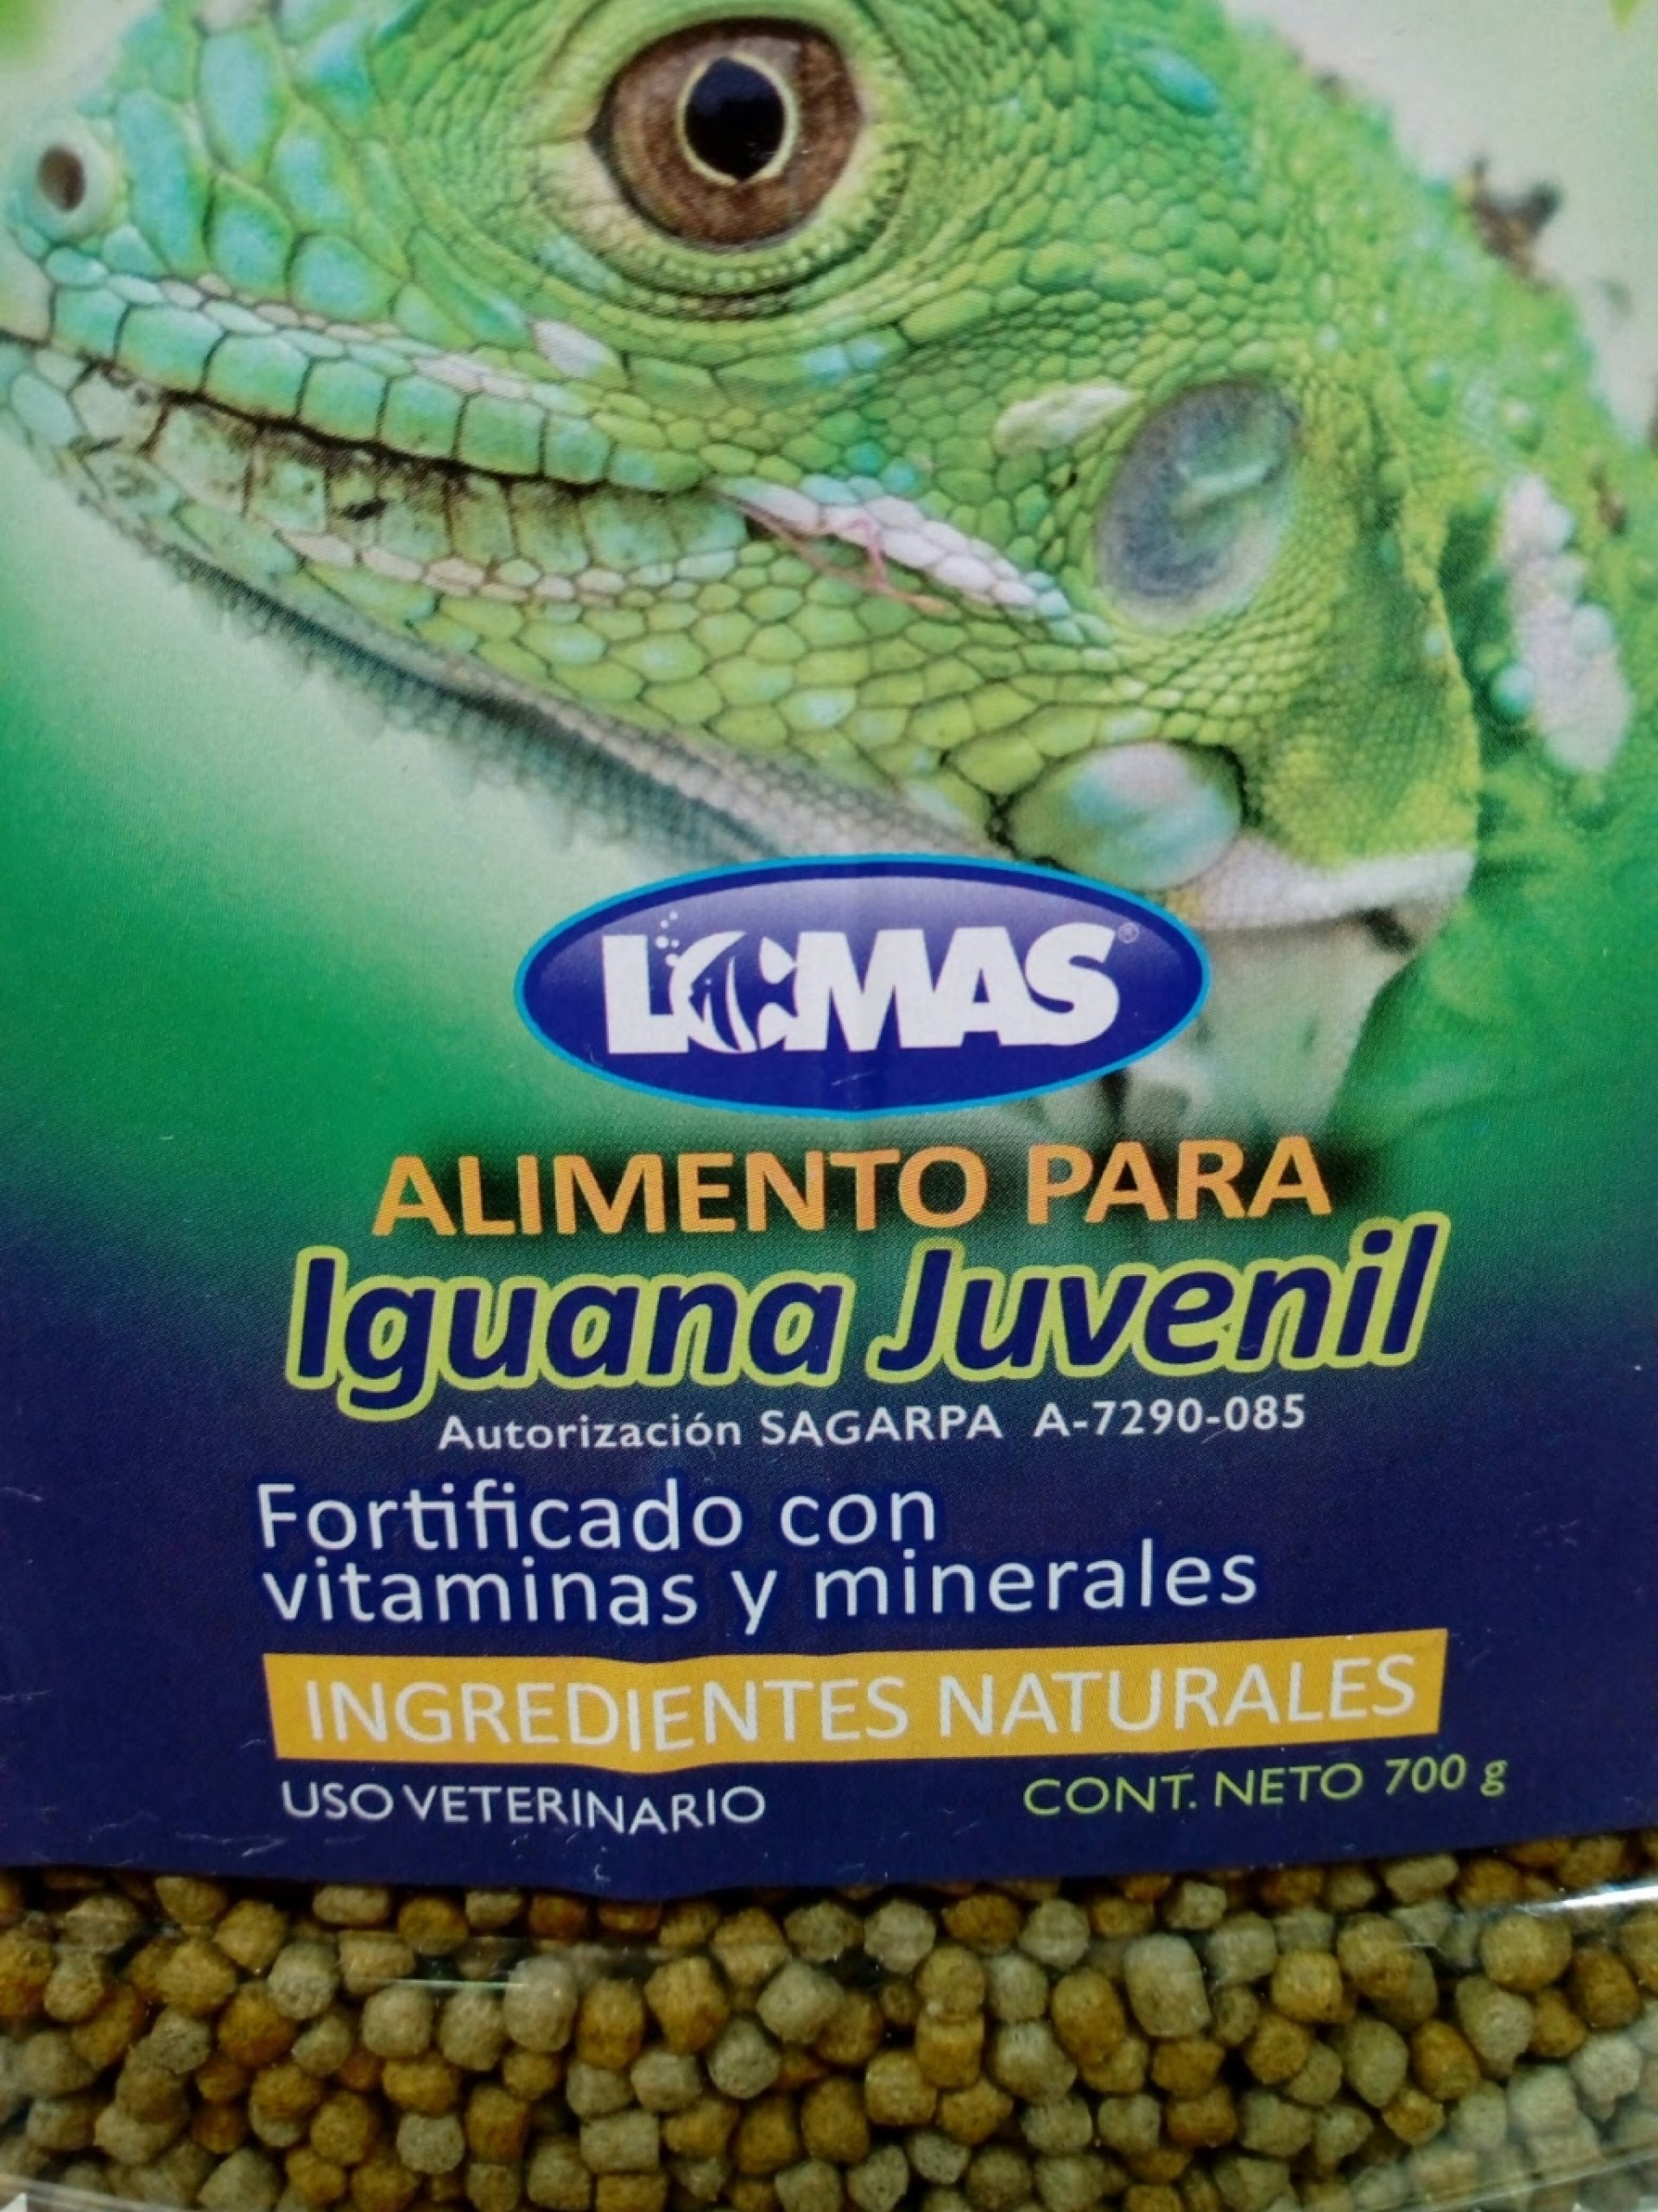 LOMAS®
ALIMENTO PARA
Iguana Juvenil
Autorización SAGARPA A-7290-085
Fortificado con
vitaminas y minerales
INGREDIENTES NATURALES
USO VETERINARIO
CONT. NETO 700 g